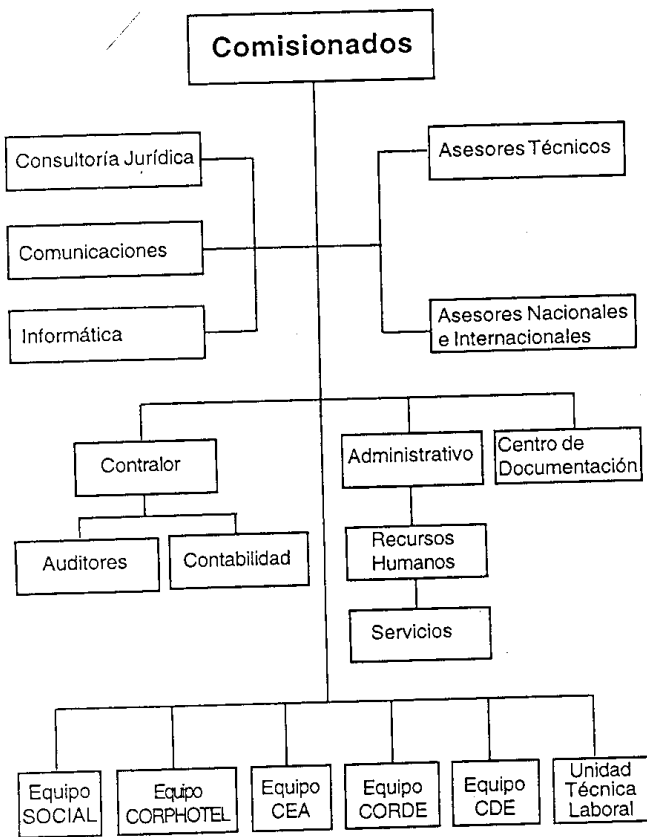 Comisionados
Consultoría Jurídica
Asesores Técnicos
Comunicaciones
Informática
Asesores Nacionales
e Internacionales
Contralor
Administrativo
Centro de
Documentación
Auditores
Contabilidad
Recursos
Humanos
Servicios
Equipo
SOCIAL
Equipo
CORPHOTEL
Equipo
CEA
Equipo
CORDE
Equipo
CDE
Unidad
Técnica
Laboral